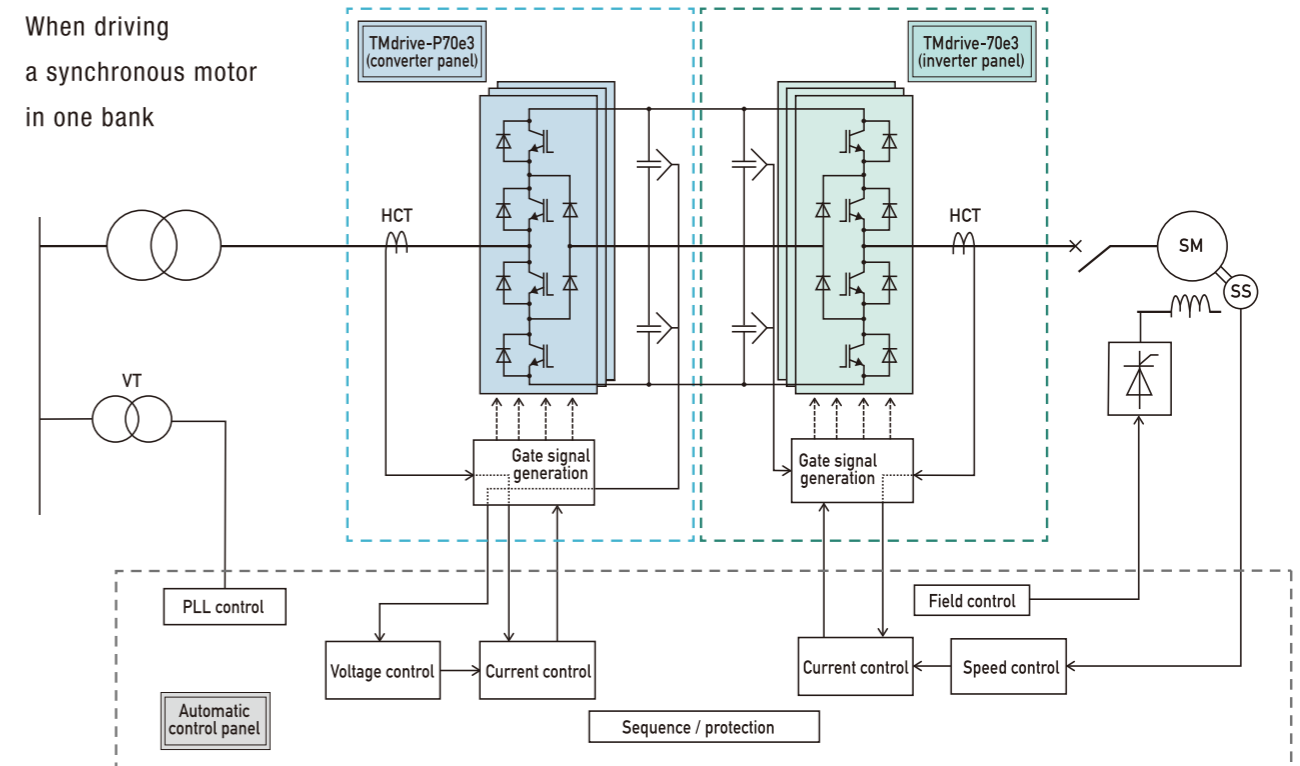 When driving
a synchronous motor
in one bank
TMdrive-P70e3
(converter panel)
TMdrive-70e3
(inverter panel)
HCT
HCT
SM
SS
VT
Gate signal
generation
Gate signal
generation
PLL control
Field control
Voltage control
Current control
Current control
Speed control
Automatic
control panel
Sequence / protection